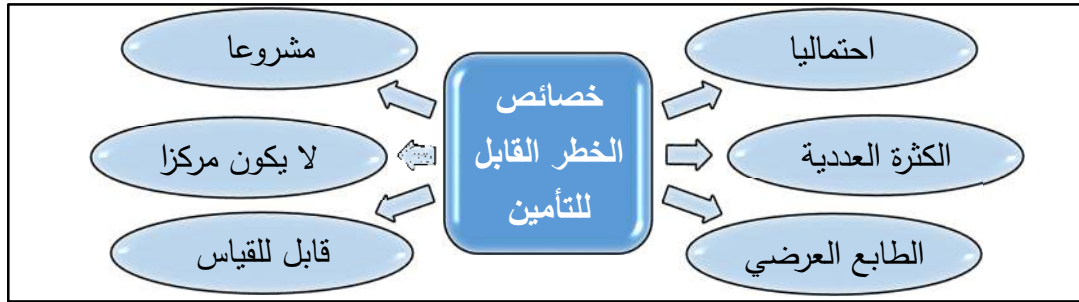 خصائص
الخطر القابل
للتأمين
احتماليا
الكثرة العددية
الطابع العرضي
مشروعا
لا يكون مركزا
قابل للقياس